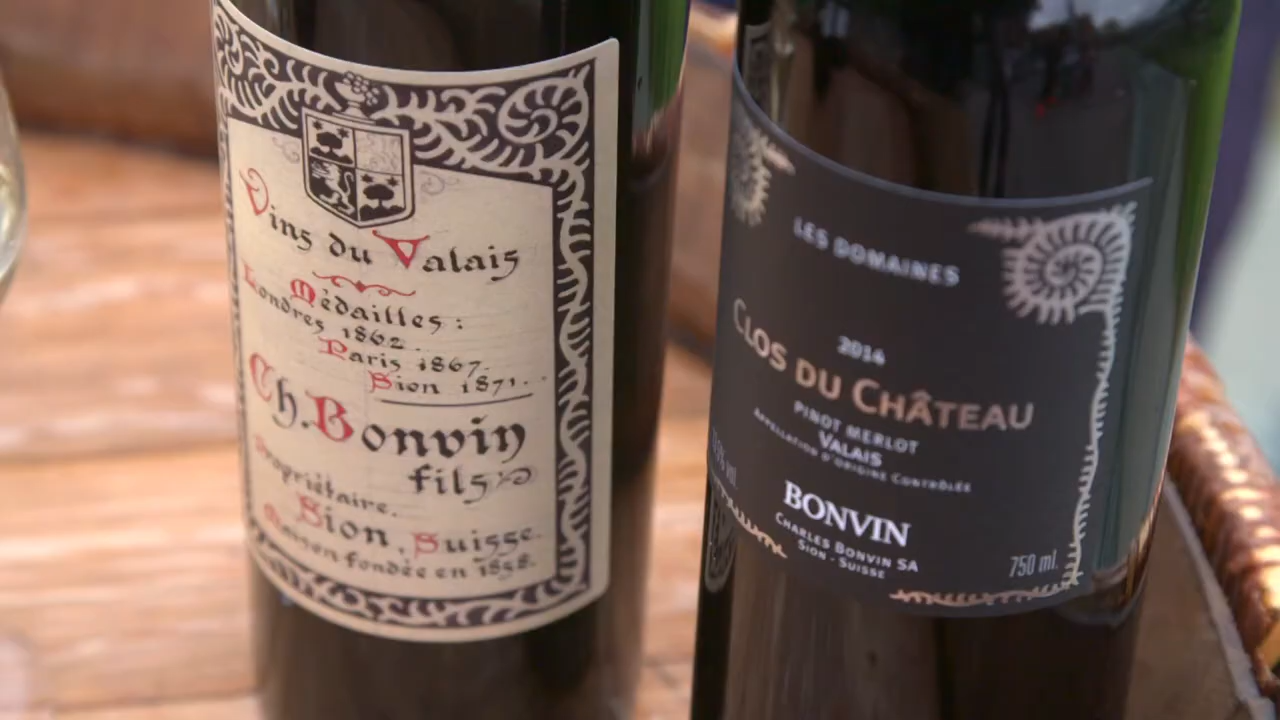 Vins du Valais
Médailles :
Londres 1862.
Paris 1867.
Sion 1871.
Ch. Bonvin
fils
Propriétaire.
Sion, Suisse.
Maison fondée en 1858.
LES DOMAINES
2014
CLOS DU CHÂTEAU
PINOT MERLOT
VALAIS
APPELLATION D'ORIGINE CONTRÔLÉE
BONVIN
CHARLES BONVIN SA
SION - SUISSE
750 ml.